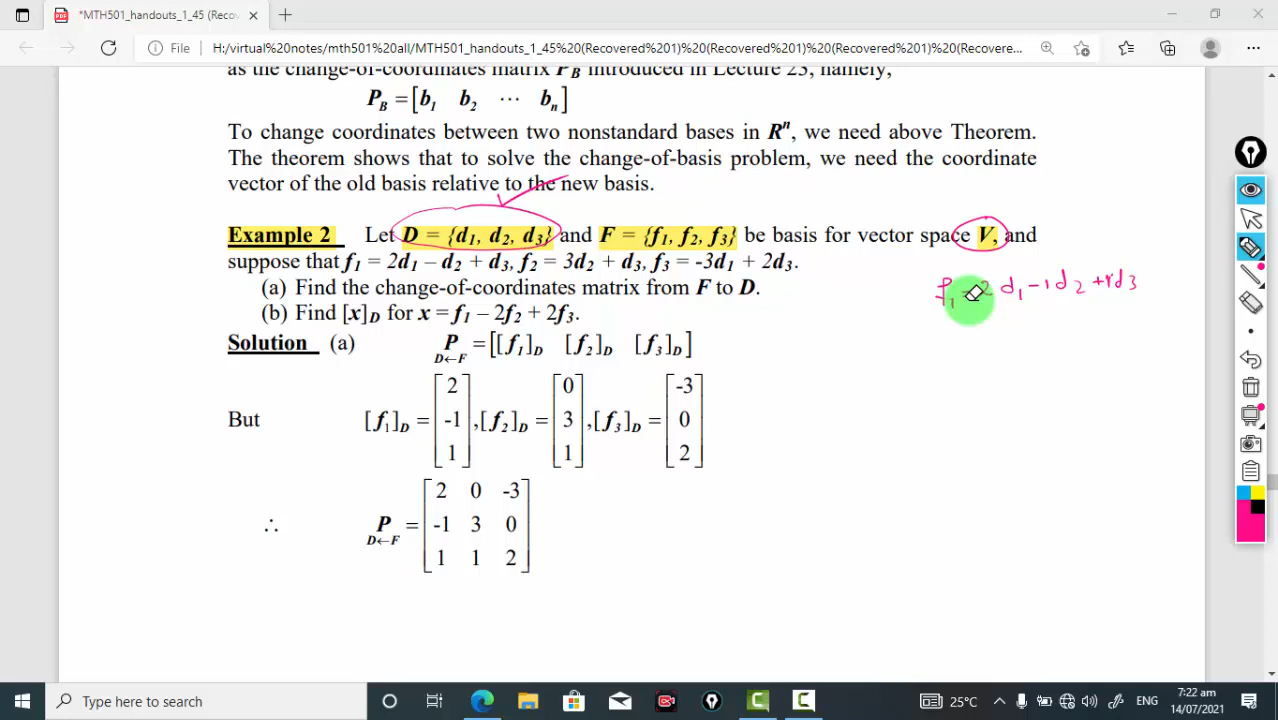 *MTH501_handouts_1_45 (Reco
File
H:/virtual%20notes/mth501%20all/MTH501_handouts_1_45%20(Recovered%201)%20(Recovered%201)%20(Recovered%201)%20(Recovere...
as the change-of-coordinates matrix P_B introduced in Lecture 23, namely,
P_B = [b_1 b_2 ⋯ b_n]
To change coordinates between two nonstandard bases in R^n, we need above Theorem.
The theorem shows that to solve the change-of-basis problem, we need the coordinate
vector of the old basis relative to the new basis.
Example 2 Let D = {d_1, d_2, d_3} and F = {f_1, f_2, f_3} be basis for vector space V, and
suppose that f_1 = 2d_1 – d_2 + d_3, f_2 = 3d_2 + d_3, f_3 = -3d_1 + 2d_3.
(a) Find the change-of-coordinates matrix from F to D.
f_1 = 2 d_1 - 1 d_2 + 1 d_3
(b) Find [x]_D for x = f_1 – 2f_2 + 2f_3.
Solution (a) P_{D←F} = [[f_1]_D [f_2]_D [f_3]_D]
But [f_1]_D = [2 -1 1], [f_2]_D = [0 3 1], [f_3]_D = [-3 0 2]
∴ P_{D←F} = [2 0 -3
-1 3 0
1 1 2]
Type here to search
25°C
ENG
7:22 am
14/07/2021